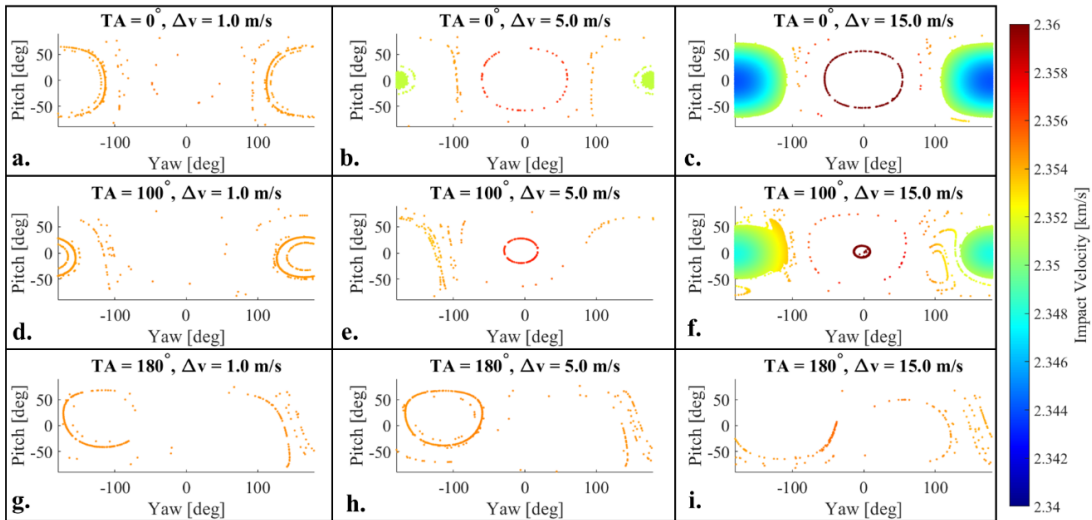 TA = 0°, Δv = 1.0 m/s
Pitch [deg]
50
0
-50
-100
0
100
Yaw [deg]
a.
TA = 0°, Δv = 5.0 m/s
Pitch [deg]
50
0
-50
-100
0
100
Yaw [deg]
b.
TA = 0°, Δv = 15.0 m/s
Pitch [deg]
50
0
-50
-100
0
100
Yaw [deg]
c.
TA = 100°, Δv = 1.0 m/s
Pitch [deg]
50
0
-50
-100
0
100
Yaw [deg]
d.
TA = 100°, Δv = 5.0 m/s
Pitch [deg]
50
0
-50
-100
0
100
Yaw [deg]
e.
TA = 100°, Δv = 15.0 m/s
Pitch [deg]
50
0
-50
-100
0
100
Yaw [deg]
f.
TA = 180°, Δv = 1.0 m/s
Pitch [deg]
50
0
-50
-100
0
100
Yaw [deg]
g.
TA = 180°, Δv = 5.0 m/s
Pitch [deg]
50
0
-50
-100
0
100
Yaw [deg]
h.
TA = 180°, Δv = 15.0 m/s
Pitch [deg]
50
0
-50
-100
0
100
Yaw [deg]
i.
2.36
2.358
2.356
2.354
2.352
2.35
2.348
2.346
2.344
2.342
2.34
Impact Velocity [km/s]